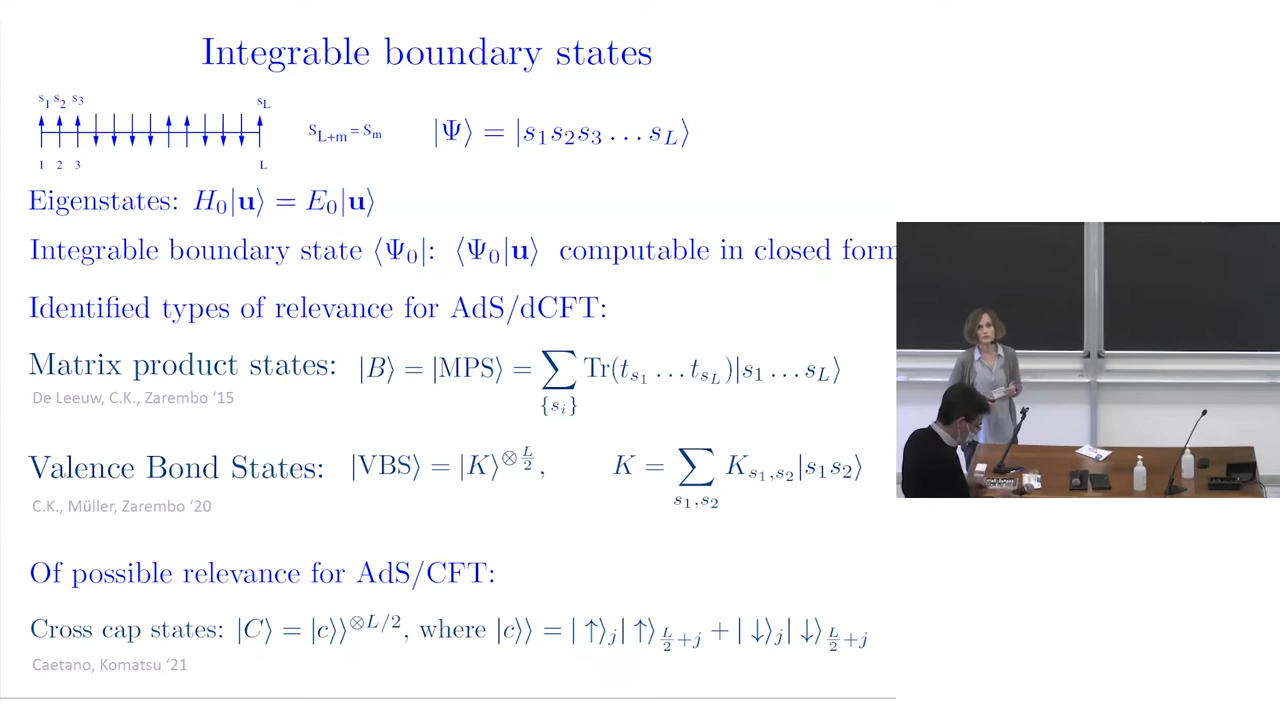 Integrable boundary states
s1 s2 s3 sL
1 2 3 L
s_{L+m} = s_m
|Ψ⟩ = |s₁s₂s₃ … s_L⟩
Eigenstates: H₀|𝐮⟩ = E₀|𝐮⟩
Integrable boundary state ⟨Ψ₀|: ⟨Ψ₀|𝐮⟩ computable in closed form
Identified types of relevance for AdS/dCFT:
Matrix product states: |B⟩ = |MPS⟩ = ∑_{{s_i}} Tr(t_{s₁} … t_{s_L})|s₁ … s_L⟩
De Leeuw, C.K., Zarembo ‘15
Valence Bond States: |VBS⟩ = |K⟩^{⊗L/2}, K = ∑_{s₁,s₂} K_{s₁,s₂}|s₁s₂⟩
C.K., Müller, Zarembo ‘20
Of possible relevance for AdS/CFT:
Cross cap states: |C⟩ = |c⟩⟩^{⊗L/2}, where |c⟩⟩ = |↑⟩_j|↑⟩_{L/2+j} + |↓⟩_j|↓⟩_{L/2+j}
Caetano, Komatsu ‘21